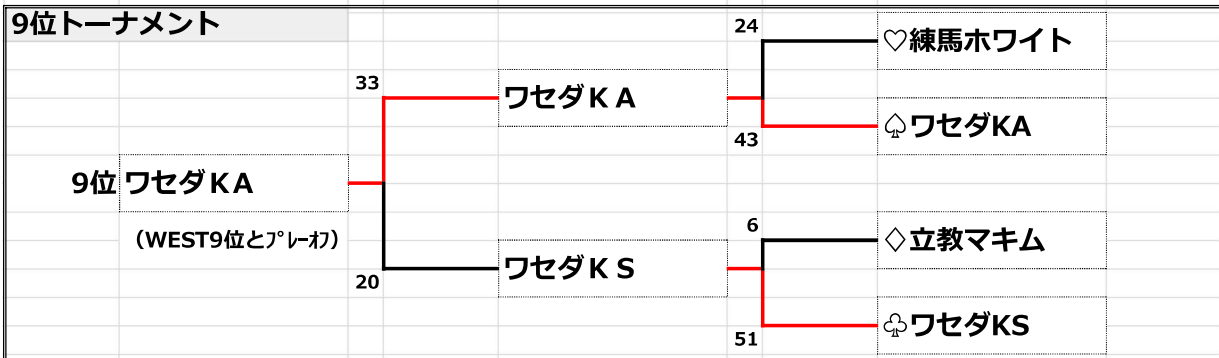 9位トーナメント
24
♡練馬ホワイト
33
ワセダＫＡ
♤ワセダKA
43
9位
ワセダＫＡ
（WEST9位とﾌﾟﾚｰｵﾌ）
6
♢立教マキム
ワセダＫＳ
20
♧ワセダKS
51